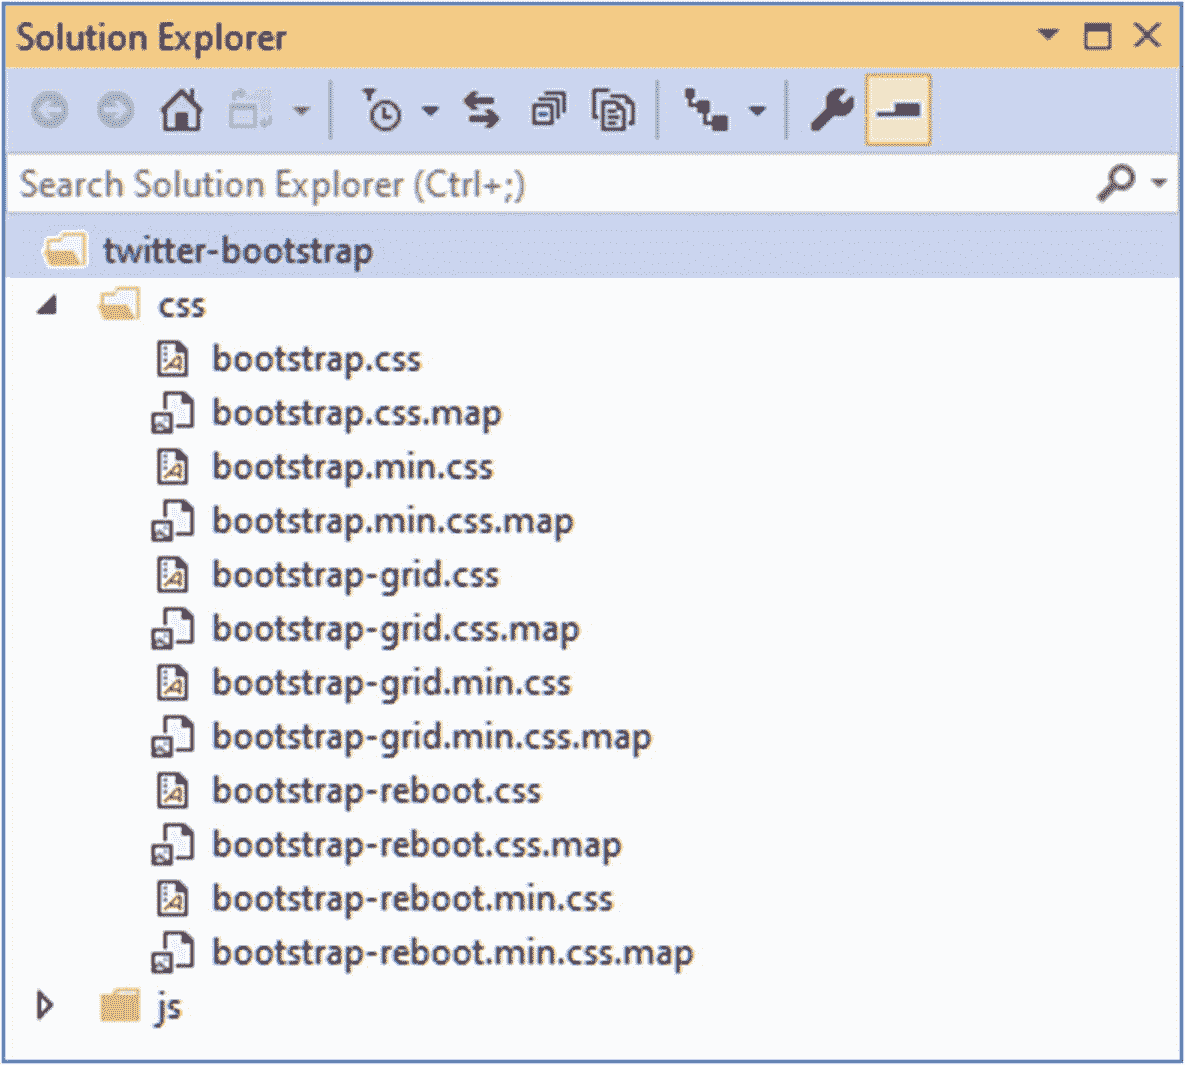 Solution Explorer
Search Solution Explorer (Ctrl+;)
twitter-bootstrap
css
bootstrap.css
bootstrap.css.map
bootstrap.min.css
bootstrap.min.css.map
bootstrap-grid.css
bootstrap-grid.css.map
bootstrap-grid.min.css
bootstrap-grid.min.css.map
bootstrap-reboot.css
bootstrap-reboot.css.map
bootstrap-reboot.min.css
bootstrap-reboot.min.css.map
js